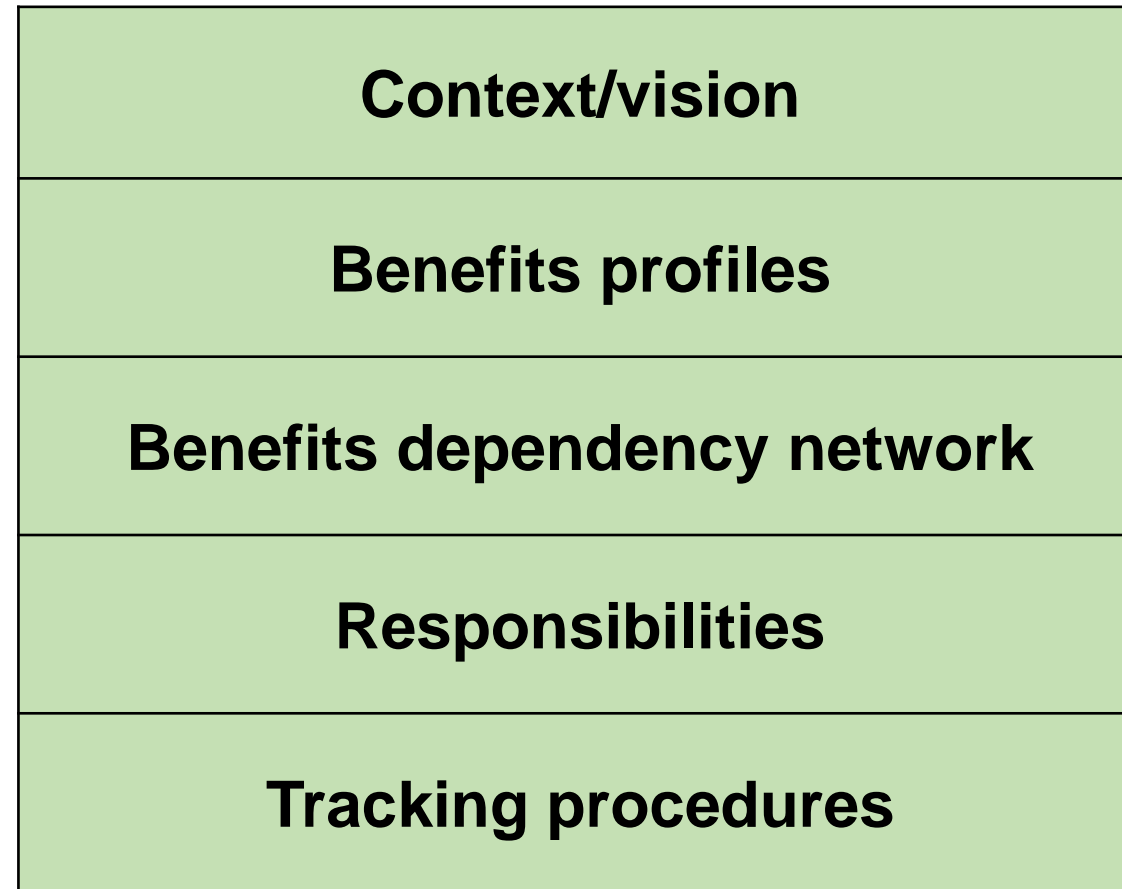 Context/vision
Benefits profiles
Benefits dependency network
Responsibilities
Tracking procedures